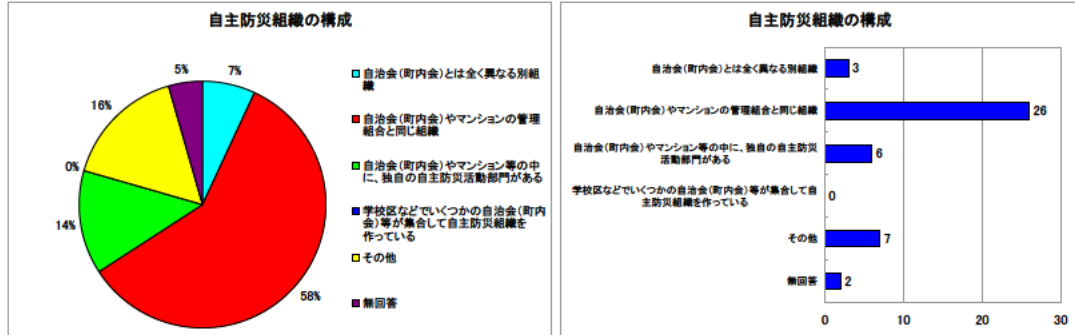 自主防災組織の構成
5%
7%
16%
0%
14%
58%
自治会(町内会)とは全く異なる別組
織
自治会(町内会)やマンションの管理
組合と同じ組織
自治会(町内会)やマンション等の中
に、独自の自主防災活動部門がある
学校区などでいくつかの自治会(町内
会)等が集合して自主防災組織を
作っている
その他
無回答
自主防災組織の構成
自治会(町内会)とは全く異なる別組織
3
自治会(町内会)やマンションの管理組合と同じ組織
26
自治会(町内会)やマンション等の中に、独自の自主防災
活動部門がある
6
学校区などでいくつかの自治会(町内会)等が集合して自
主防災組織を作っている
0
その他
7
無回答
2
0 10 20 30